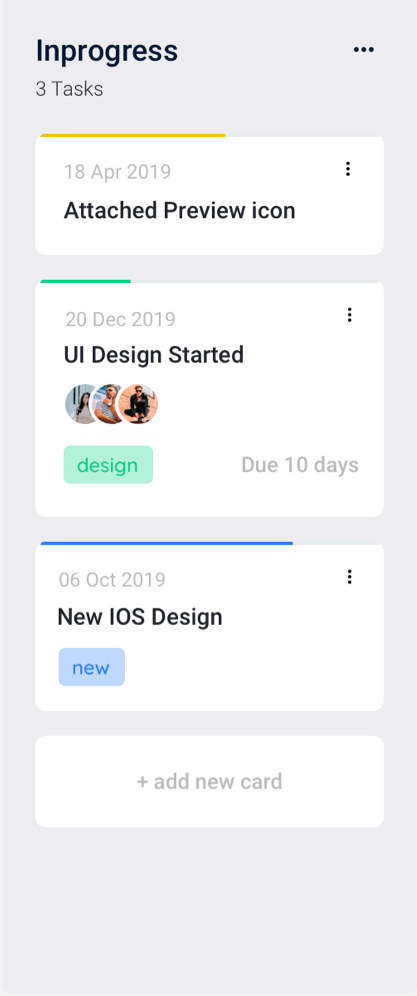 Inprogress
3 Tasks
18 Apr 2019
Attached Preview icon
20 Dec 2019
UI Design Started
design
Due 10 days
06 Oct 2019
New IOS Design
new
+ add new card